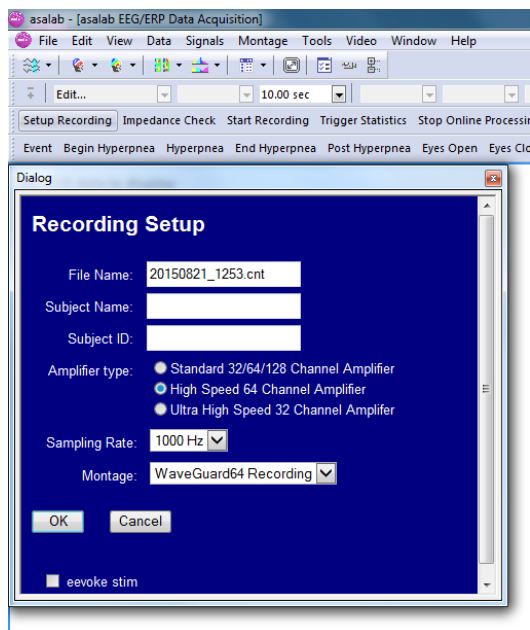 asalab - [asalab EEG/ERP Data Acquisition]
File Edit View Data Signals Montage Tools Video Window Help
Edit... 10.00 sec
Setup Recording Impedance Check Start Recording Trigger Statistics Stop Online Processin
Event Begin Hyperpnea Hyperpnea End Hyperpnea Post Hyperpnea Eyes Open Eyes Clo
Dialog
Recording Setup
File Name: 20150821_1253.cnt
Subject Name:
Subject ID:
Amplifier type: Standard 32/64/128 Channel Amplifier
High Speed 64 Channel Amplifier
Ultra High Speed 32 Channel Amplifer
Sampling Rate: 1000 Hz
Montage: WaveGuard64 Recording
OK Cancel
eevoke stim